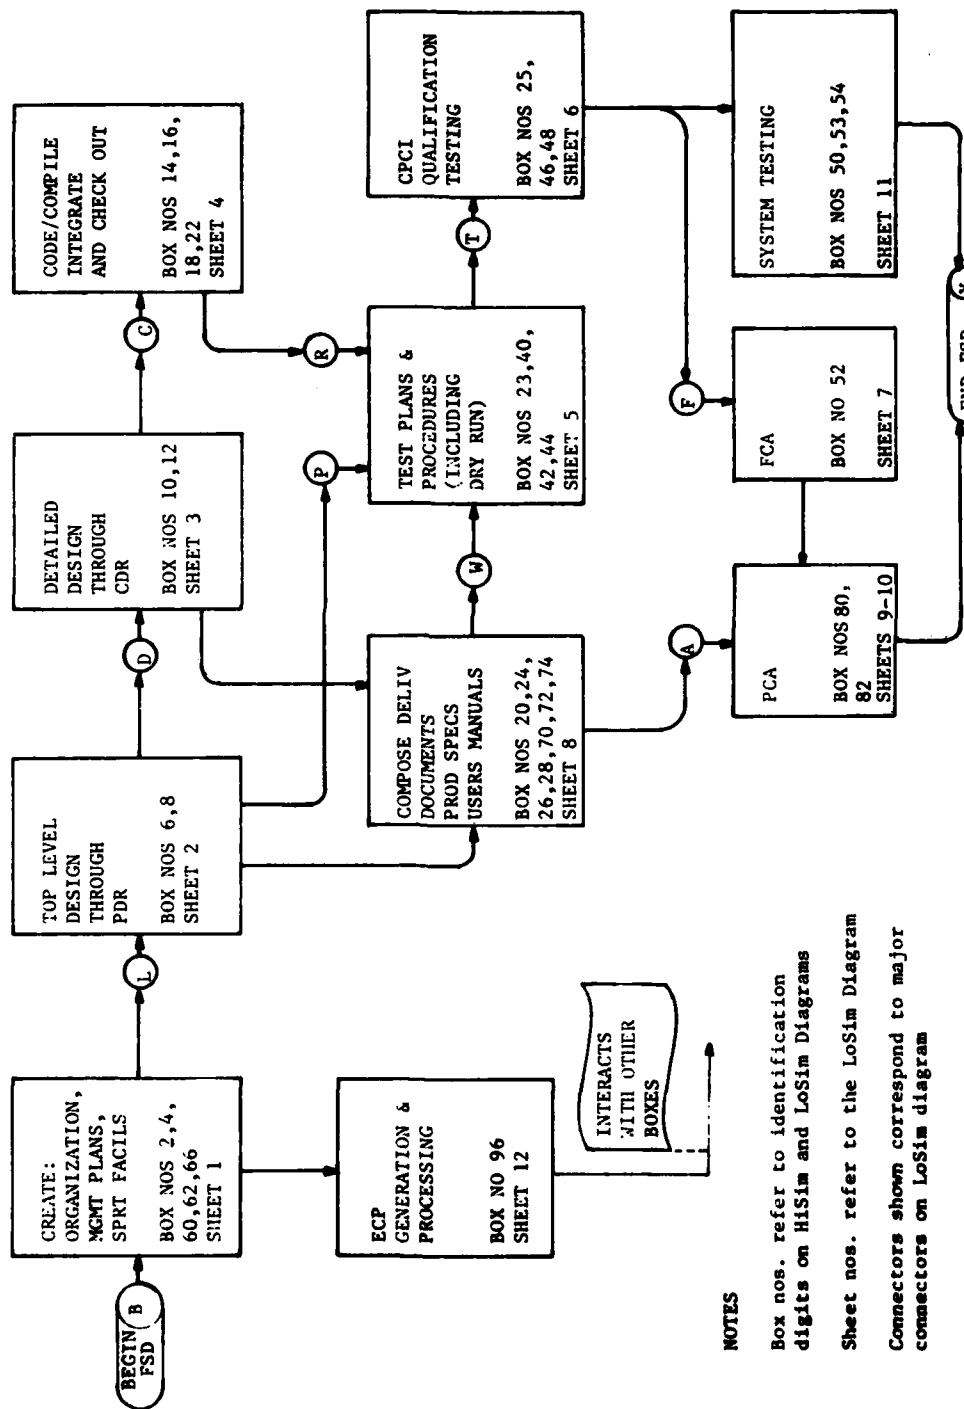 BEGIN
FSD
B
CREATE:
ORGANIZATION,
MGMT PLANS,
SPRT FACILS
BOX NOS 2,4,
60,62,66
SHEET 1
L
TOP LEVEL
DESIGN
THROUGH
PDR
BOX NOS 6,8
SHEET 2
D
DETAILED
DESIGN
THROUGH
CDR
BOX NOS 10,12
SHEET 3
C
CODE/COMPILE
INTEGRATE
AND CHECK OUT
BOX NOS 14,16,
18,22
SHEET 4
P
R
ECP
GENERATION &
PROCESSING
BOX NO 96
SHEET 12
COMPOSE DELIV
DOCUMENTS
PROD SPECS
USERS MANUALS
BOX NOS 20,24,
26,28,70,72,74
SHEET 8
W
TEST PLANS &
PROCEDURES
(INCLUDING
DRY RUN)
BOX NOS 23,40,
42,44
SHEET 5
T
CPCI
QUALIFICATION
TESTING
BOX NOS 25,
46,48
SHEET 6
INTERACTS
WITH OTHER
BOXES
A
F
PCA
BOX NOS 80,
82
SHEETS 9-10
FCA
BOX NO 52
SHEET 7
SYSTEM TESTING
BOX NOS 50,53,54
SHEET 11
NOTES
Box nos. refer to identification
digits on HiSim and LoSim Diagrams
Sheet nos. refer to the LoSim Diagram
Connectors shown correspond to major
connectors on LoSim diagram